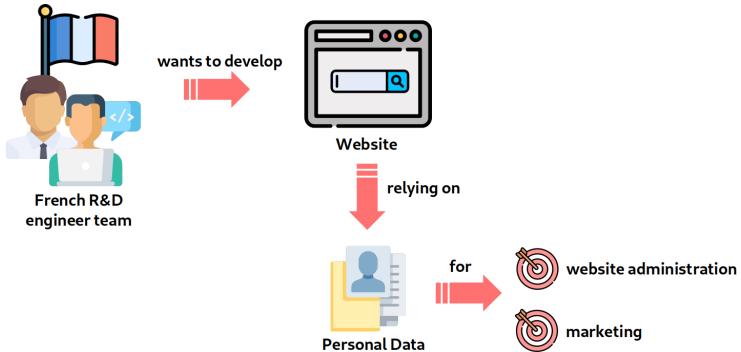 wants to develop
</>
French R&D
engineer team
Website
relying on
Personal Data
for
website administration
marketing